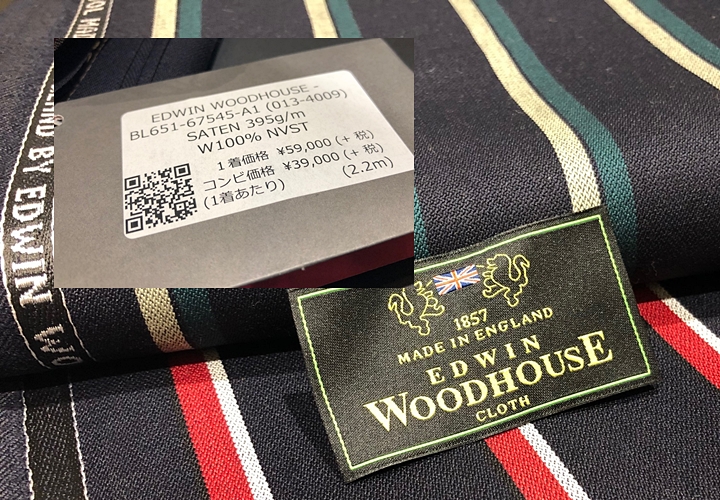 EDWIN WOODHOUSE -
BL651-67545-A1 (013-4009)
SATEN 395g/m
W100% NVST
1着価格 ¥59,000 (+ 税)
コンビ価格 ¥39,000 (+ 税)
(1着あたり) (2.2m)
BY EDWIN WO
1857
MADE IN ENGLAND
EDWIN
WOODHOUSE
CLOTH